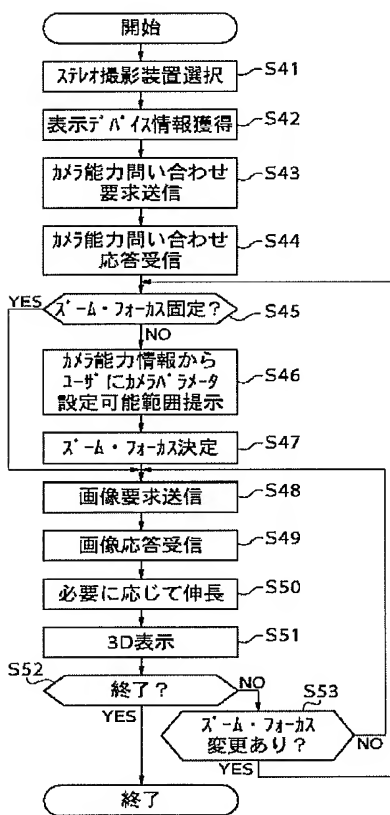 開始
ステレオ撮影装置選択
S41
表示デバイス情報獲得
S42
カメラ能力問い合わせ
要求送信
S43
カメラ能力問い合わせ
応答受信
S44
YES
ズーム・フォーカス固定?
S45
NO
カメラ能力情報から
ユーザにカメラパラメータ
設定可能範囲提示
S46
ズーム・フォーカス決定
S47
画像要求送信
S48
画像応答受信
S49
必要に応じて伸長
S50
3D表示
S51
S52
終了?
NO
YES
S53
ズーム・フォーカス
変更あり?
NO
YES
終了